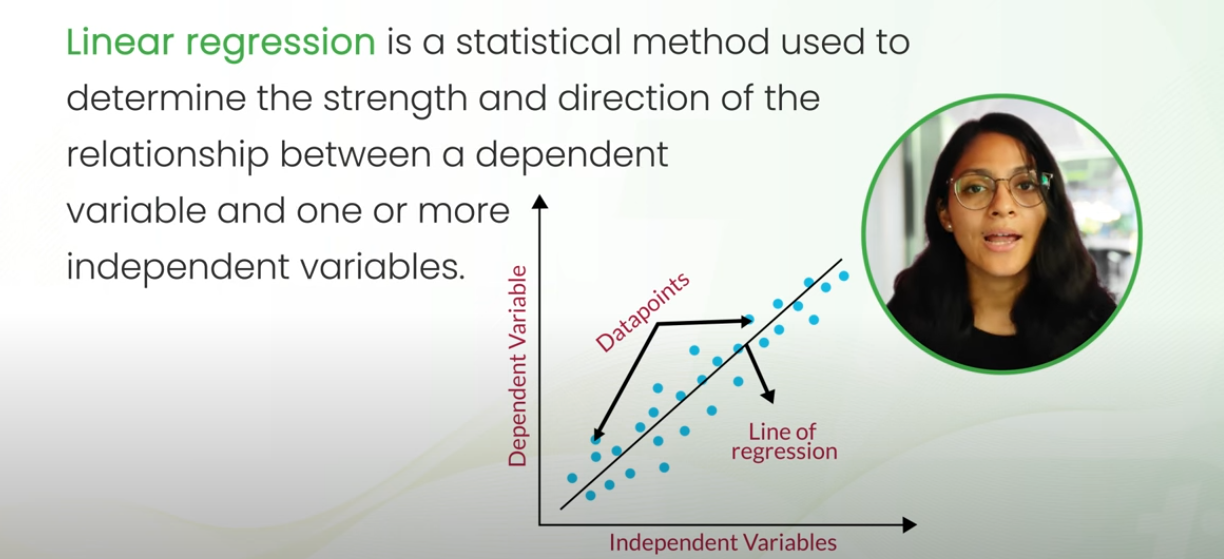 Linear regression is a statistical method used to
determine the strength and direction of the
relationship between a dependent
variable and one or more
independent variables.
Dependent Variable
Datapoints
Line of
regression
Independent Variables